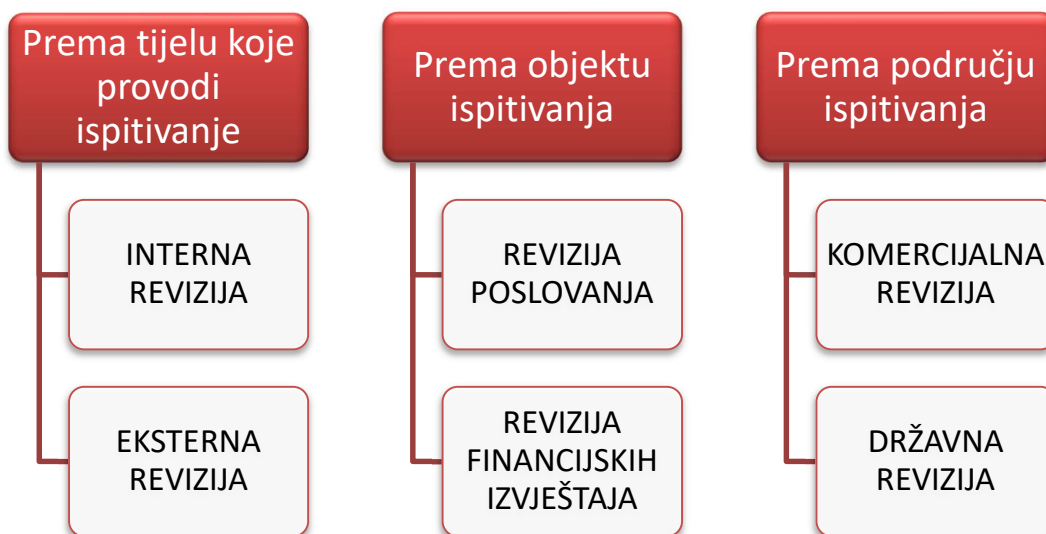 Prema tijelu koje
provodi
ispitivanje
INTERNA
REVIZIJA
EKSTERNA
REVIZIJA
Prema objektu
ispitivanja
REVIZIJA
POSLOVANJA
REVIZIJA
FINANCIJSKIH
IZVJEŠTAJA
Prema području
ispitivanja
KOMERCIJALNA
REVIZIJA
DRŽAVNA
REVIZIJA